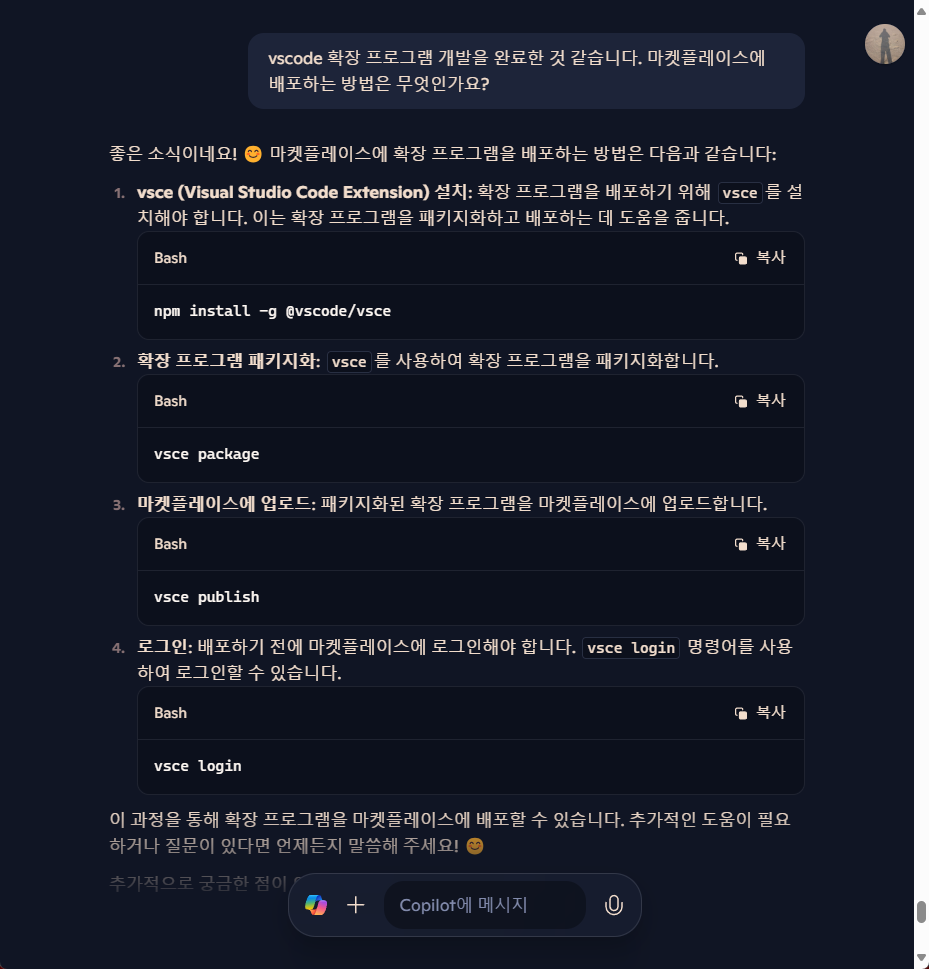 vscode 확장 프로그램 개발을 완료한 것 같습니다. 마켓플레이스에
배포하는 방법은 무엇인가요?
좋은 소식이네요! 😊 마켓플레이스에 확장 프로그램을 배포하는 방법은 다음과 같습니다:
1. vsce (Visual Studio Code Extension) 설치: 확장 프로그램을 배포하기 위해 vsce 를 설
치해야 합니다. 이는 확장 프로그램을 패키지화하고 배포하는 데 도움을 줍니다.
Bash 복사
npm install -g @vscode/vsce
2. 확장 프로그램 패키지화: vsce 를 사용하여 확장 프로그램을 패키지화합니다.
Bash 복사
vsce package
3. 마켓플레이스에 업로드: 패키지화된 확장 프로그램을 마켓플레이스에 업로드합니다.
Bash 복사
vsce publish
4. 로그인: 배포하기 전에 마켓플레이스에 로그인해야 합니다. vsce login 명령어를 사용
하여 로그인할 수 있습니다.
Bash 복사
vsce login
이 과정을 통해 확장 프로그램을 마켓플레이스에 배포할 수 있습니다. 추가적인 도움이 필요
하거나 질문이 있다면 언제든지 말씀해 주세요! 😊
추가적으로 궁금한 점이
Copilot에 메시지